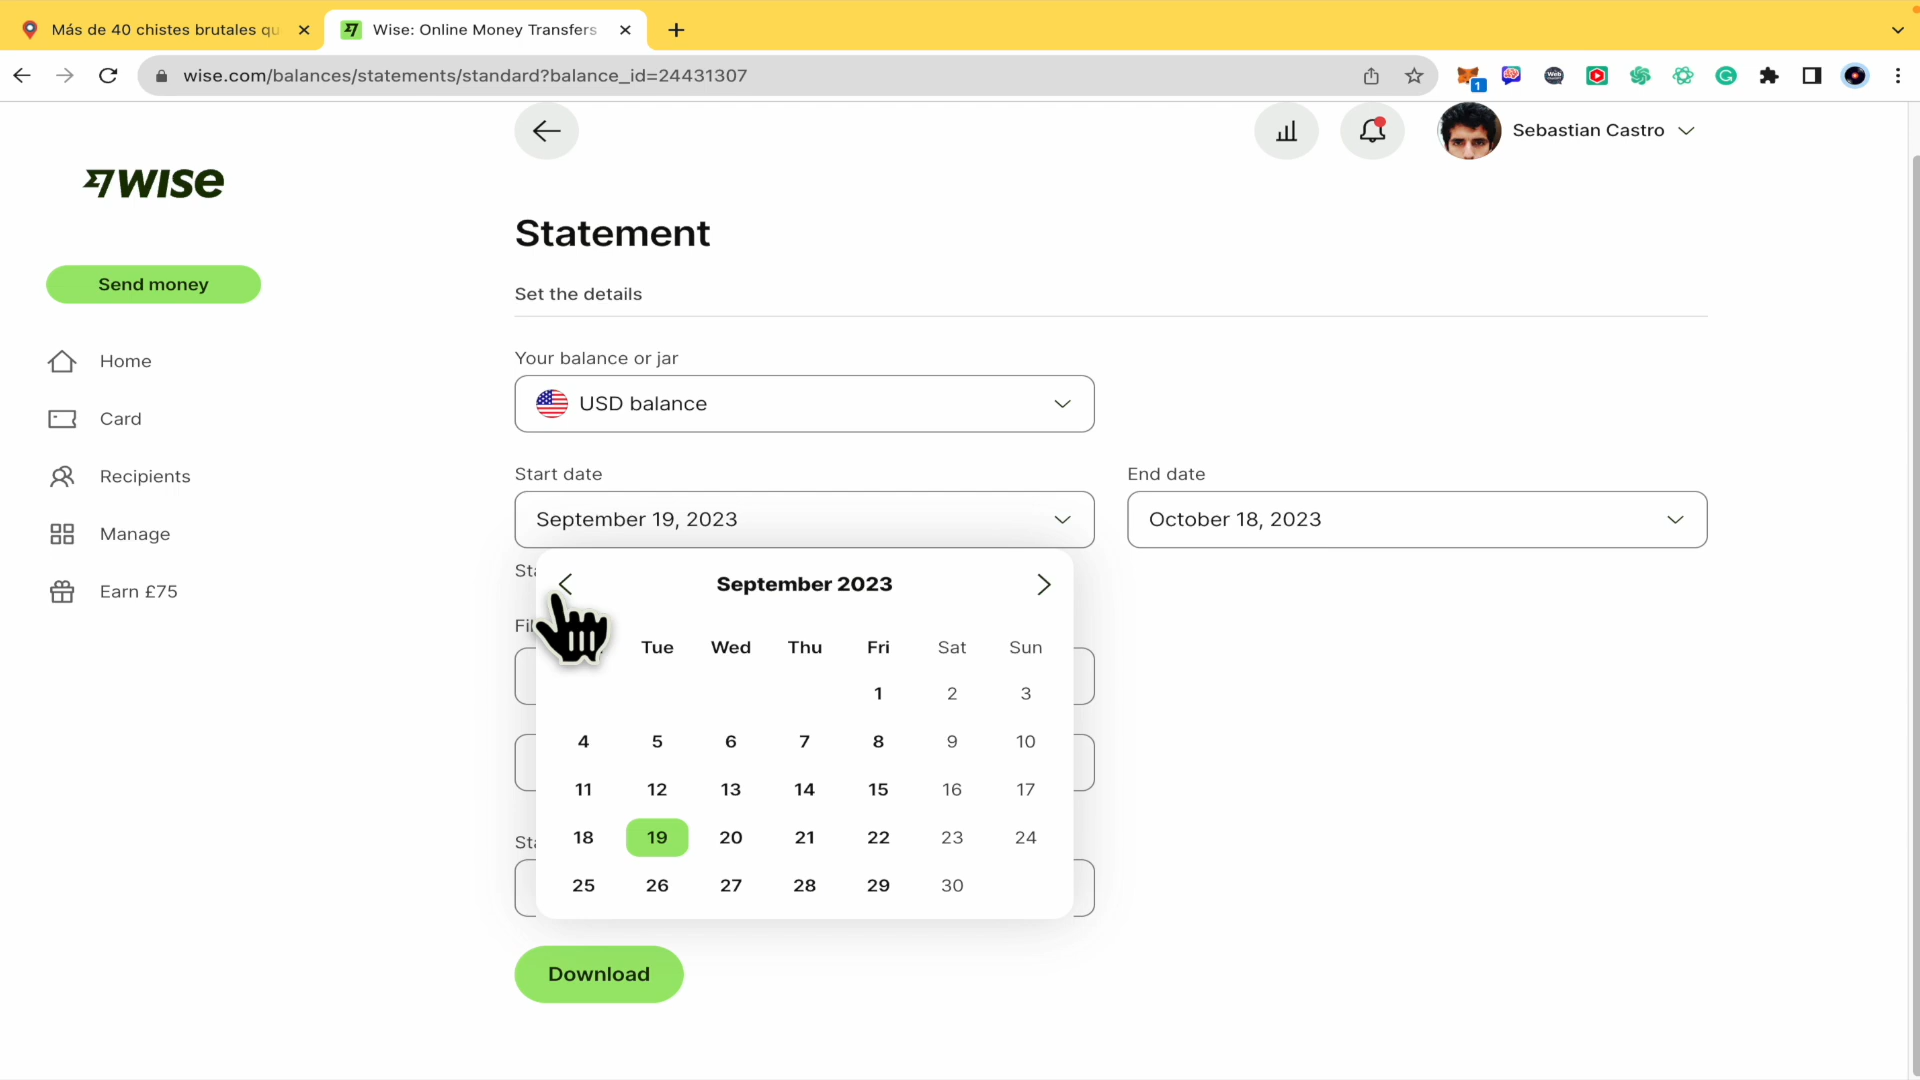 Más de 40 chistes brutales qu
Wise: Online Money Transfers
wise.com/balances/statements/standard?balance_id=24431307
1
Web
Sebastian Castro
WISE
Statement
Send money
Set the details
Home
Your balance or jar
USD balance
Card
Recipients
Start date
End date
September 19, 2023
October 18, 2023
Manage
Sta
September 2023
Earn £75
Fil
Tue Wed Thu Fri Sat Sun
1 2 3
4 5 6 7 8 9 10
11 12 13 14 15 16 17
18 19 20 21 22 23 24
Sta
25 26 27 28 29 30
Download